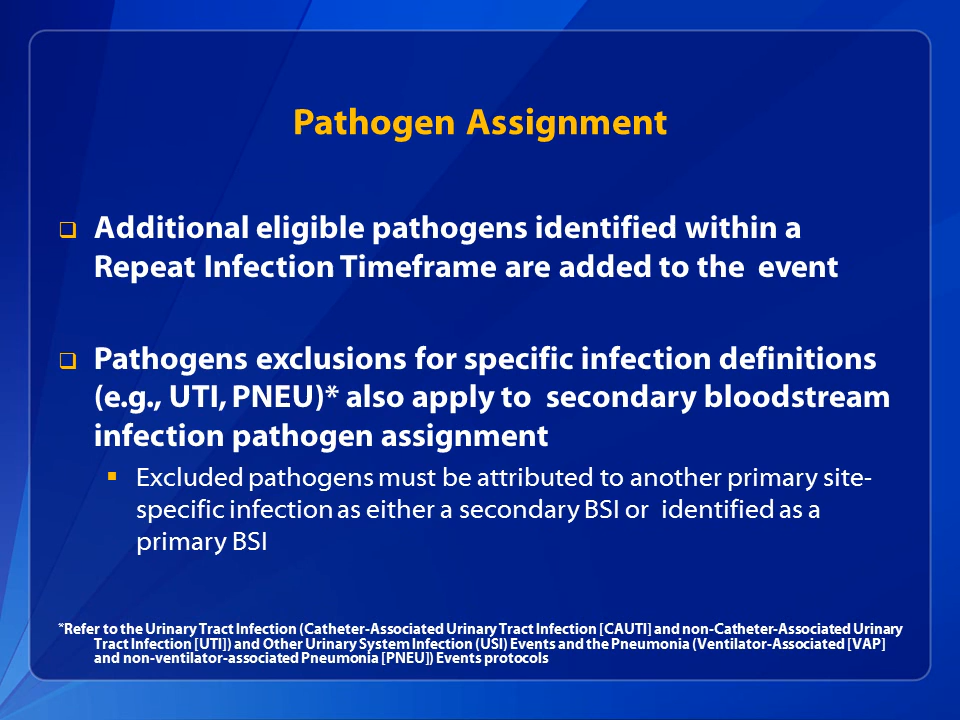 Pathogen Assignment
Additional eligible pathogens identified within a
Repeat Infection Timeframe are added to the event
Pathogens exclusions for specific infection definitions
(e.g., UTI, PNEU)* also apply to secondary bloodstream
infection pathogen assignment
Excluded pathogens must be attributed to another primary site-
specific infection as either a secondary BSI or identified as a
primary BSI
*Refer to the Urinary Tract Infection (Catheter-Associated Urinary Tract Infection [CAUTI] and non-Catheter-Associated Urinary
Tract Infection [UTI]) and Other Urinary System Infection (USI) Events and the Pneumonia (Ventilator-Associated [VAP]
and non-ventilator-associated Pneumonia [PNEU]) Events protocols